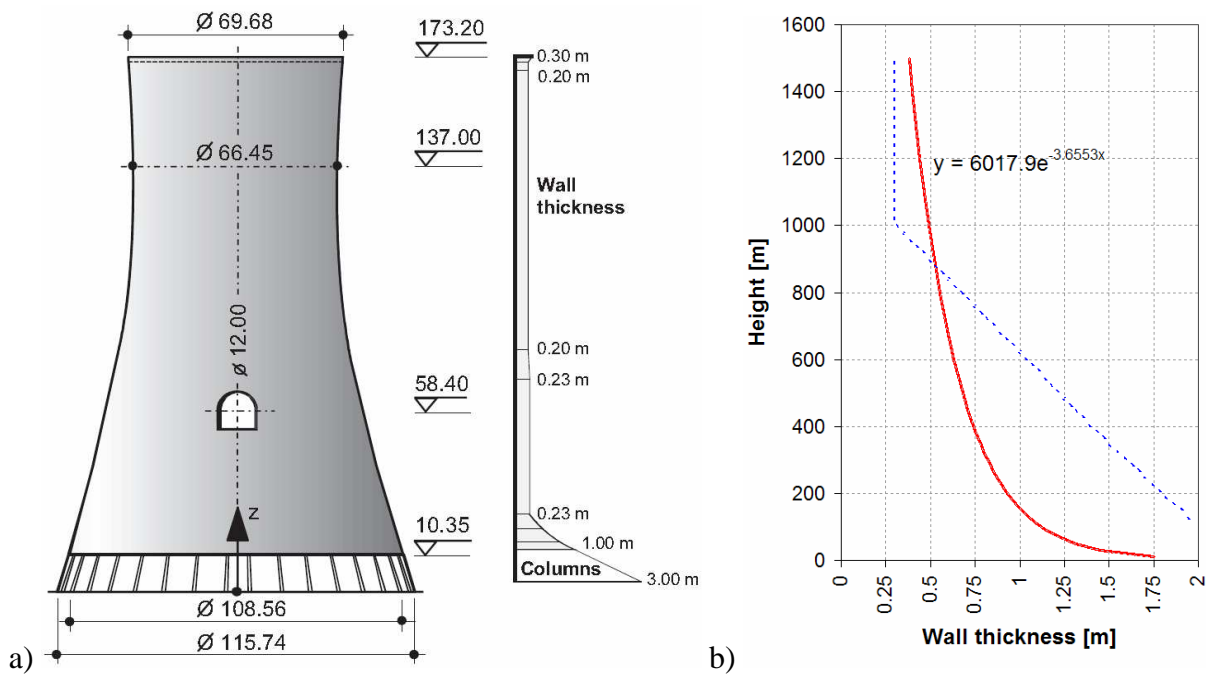 Ø 69.68
173.20
0.30 m
0.20 m
137.00
Ø 66.45
Wall
thickness
ø 12.00
0.20 m
0.23 m
58.40
z
0.23 m
10.35
1.00 m
Columns
3.00 m
Ø 108.56
Ø 115.74
a)
1600
1400
1200
1000
800
600
400
200
0
Height [m]
y = 6017.9e^-3.6553x
0
0.25
0.5
0.75
1
1.25
1.5
1.75
2
Wall thickness [m]
b)